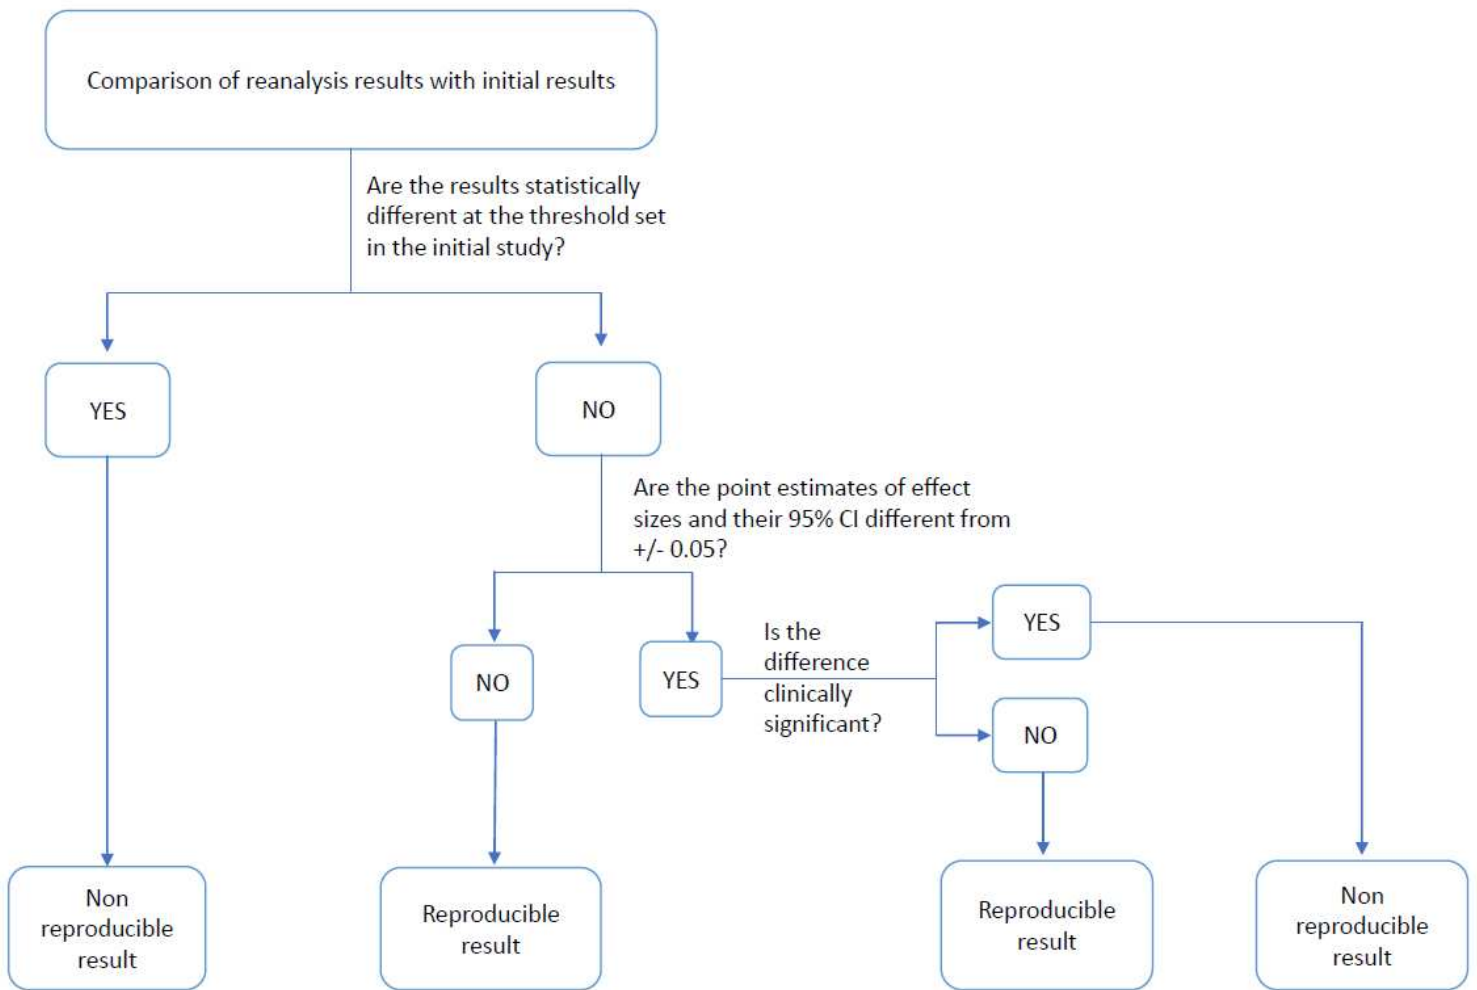 Comparison of reanalysis results with initial results
Are the results statistically
different at the threshold set
in the initial study?
YES
NO
Are the point estimates of effect
sizes and their 95% CI different from
+/- 0.05?
NO
YES
Is the
difference
clinically
significant?
YES
NO
Non
reproducible
result
Reproducible
result
Reproducible
result
Non
reproducible
result